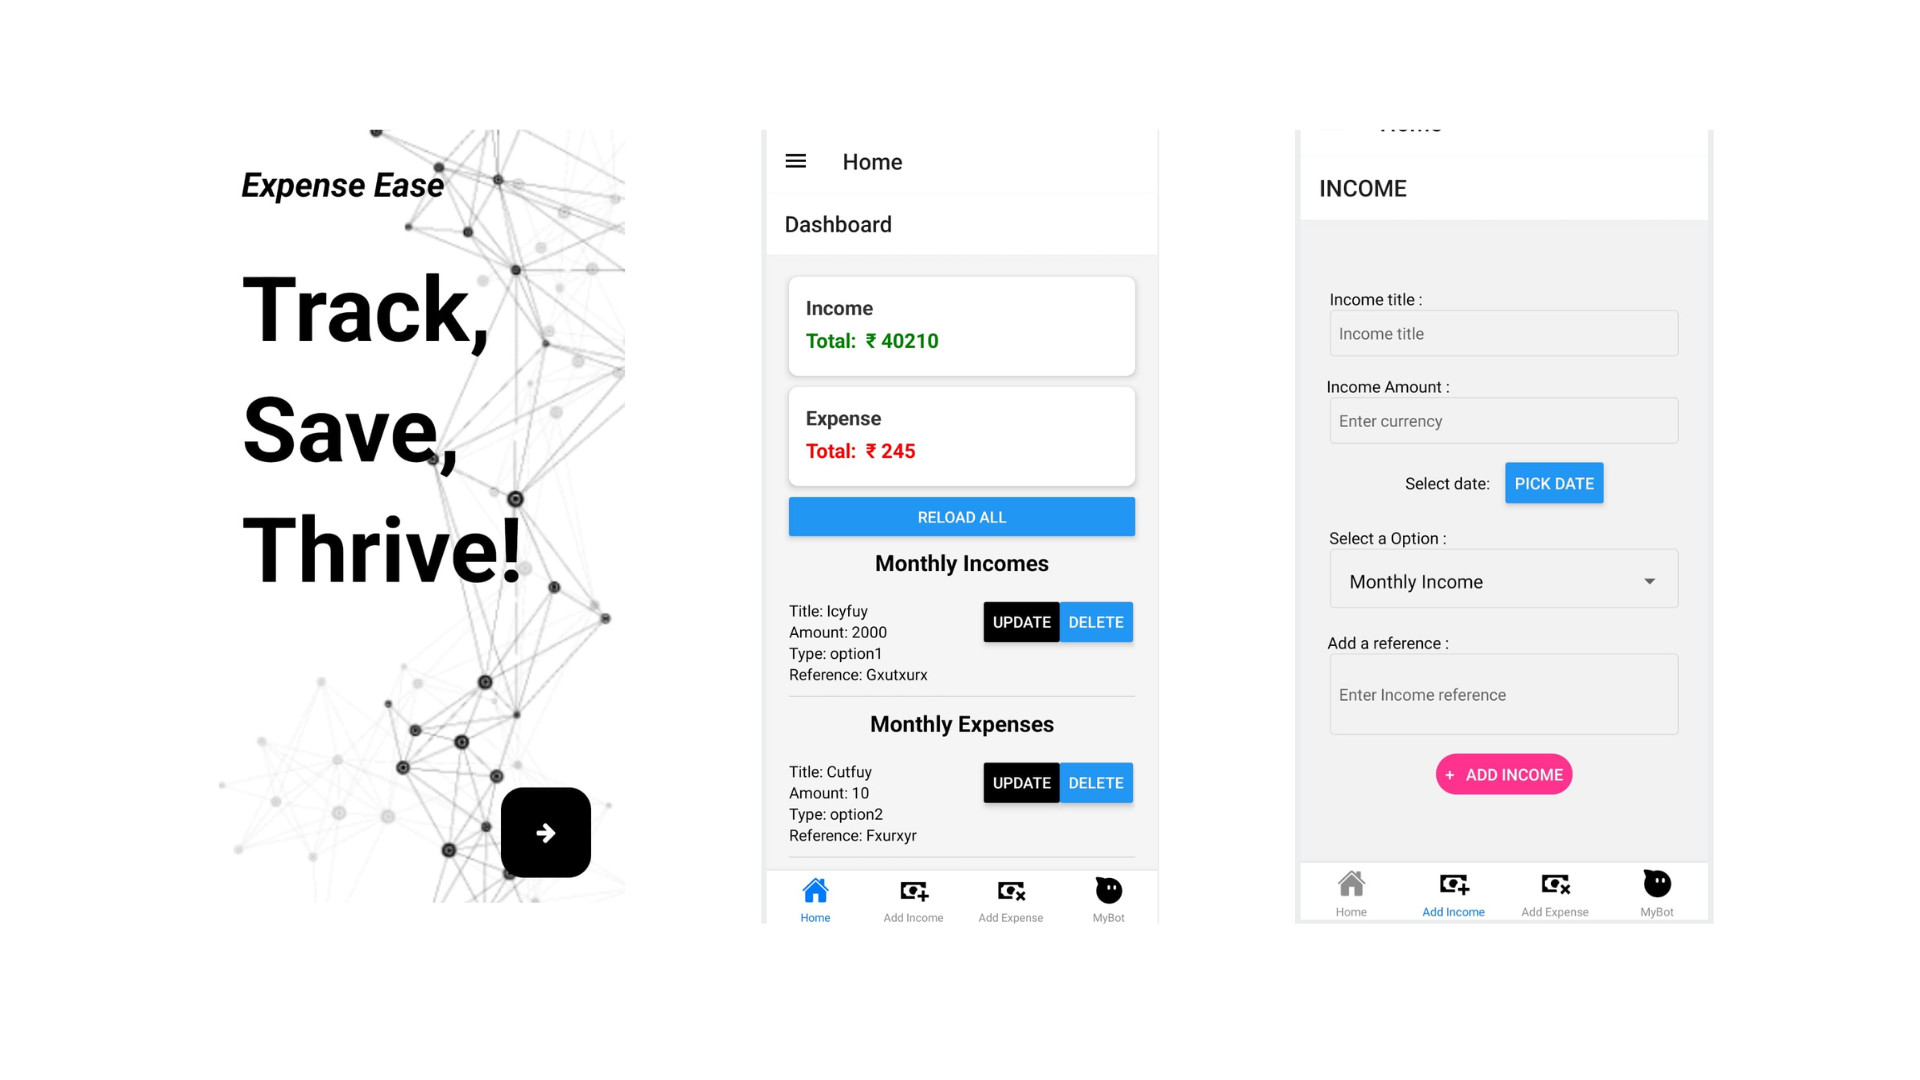 Expense Ease
Track,
Save,
Thrive!
Home
Dashboard
Income
Total: ₹ 40210
Expense
Total: ₹ 245
RELOAD ALL
Monthly Incomes
Title: Icyfuy
Amount: 2000
Type: option1
Reference: Gxutxurx
UPDATE DELETE
Monthly Expenses
Title: Cutfuy
Amount: 10
Type: option2
Reference: Fxurxyr
UPDATE DELETE
Home Add Income Add Expense MyBot
INCOME
Income title :
Income title
Income Amount :
Enter currency
Select date: PICK DATE
Select a Option :
Monthly Income
Add a reference :
Enter Income reference
+ ADD INCOME
Home Add Income Add Expense MyBot